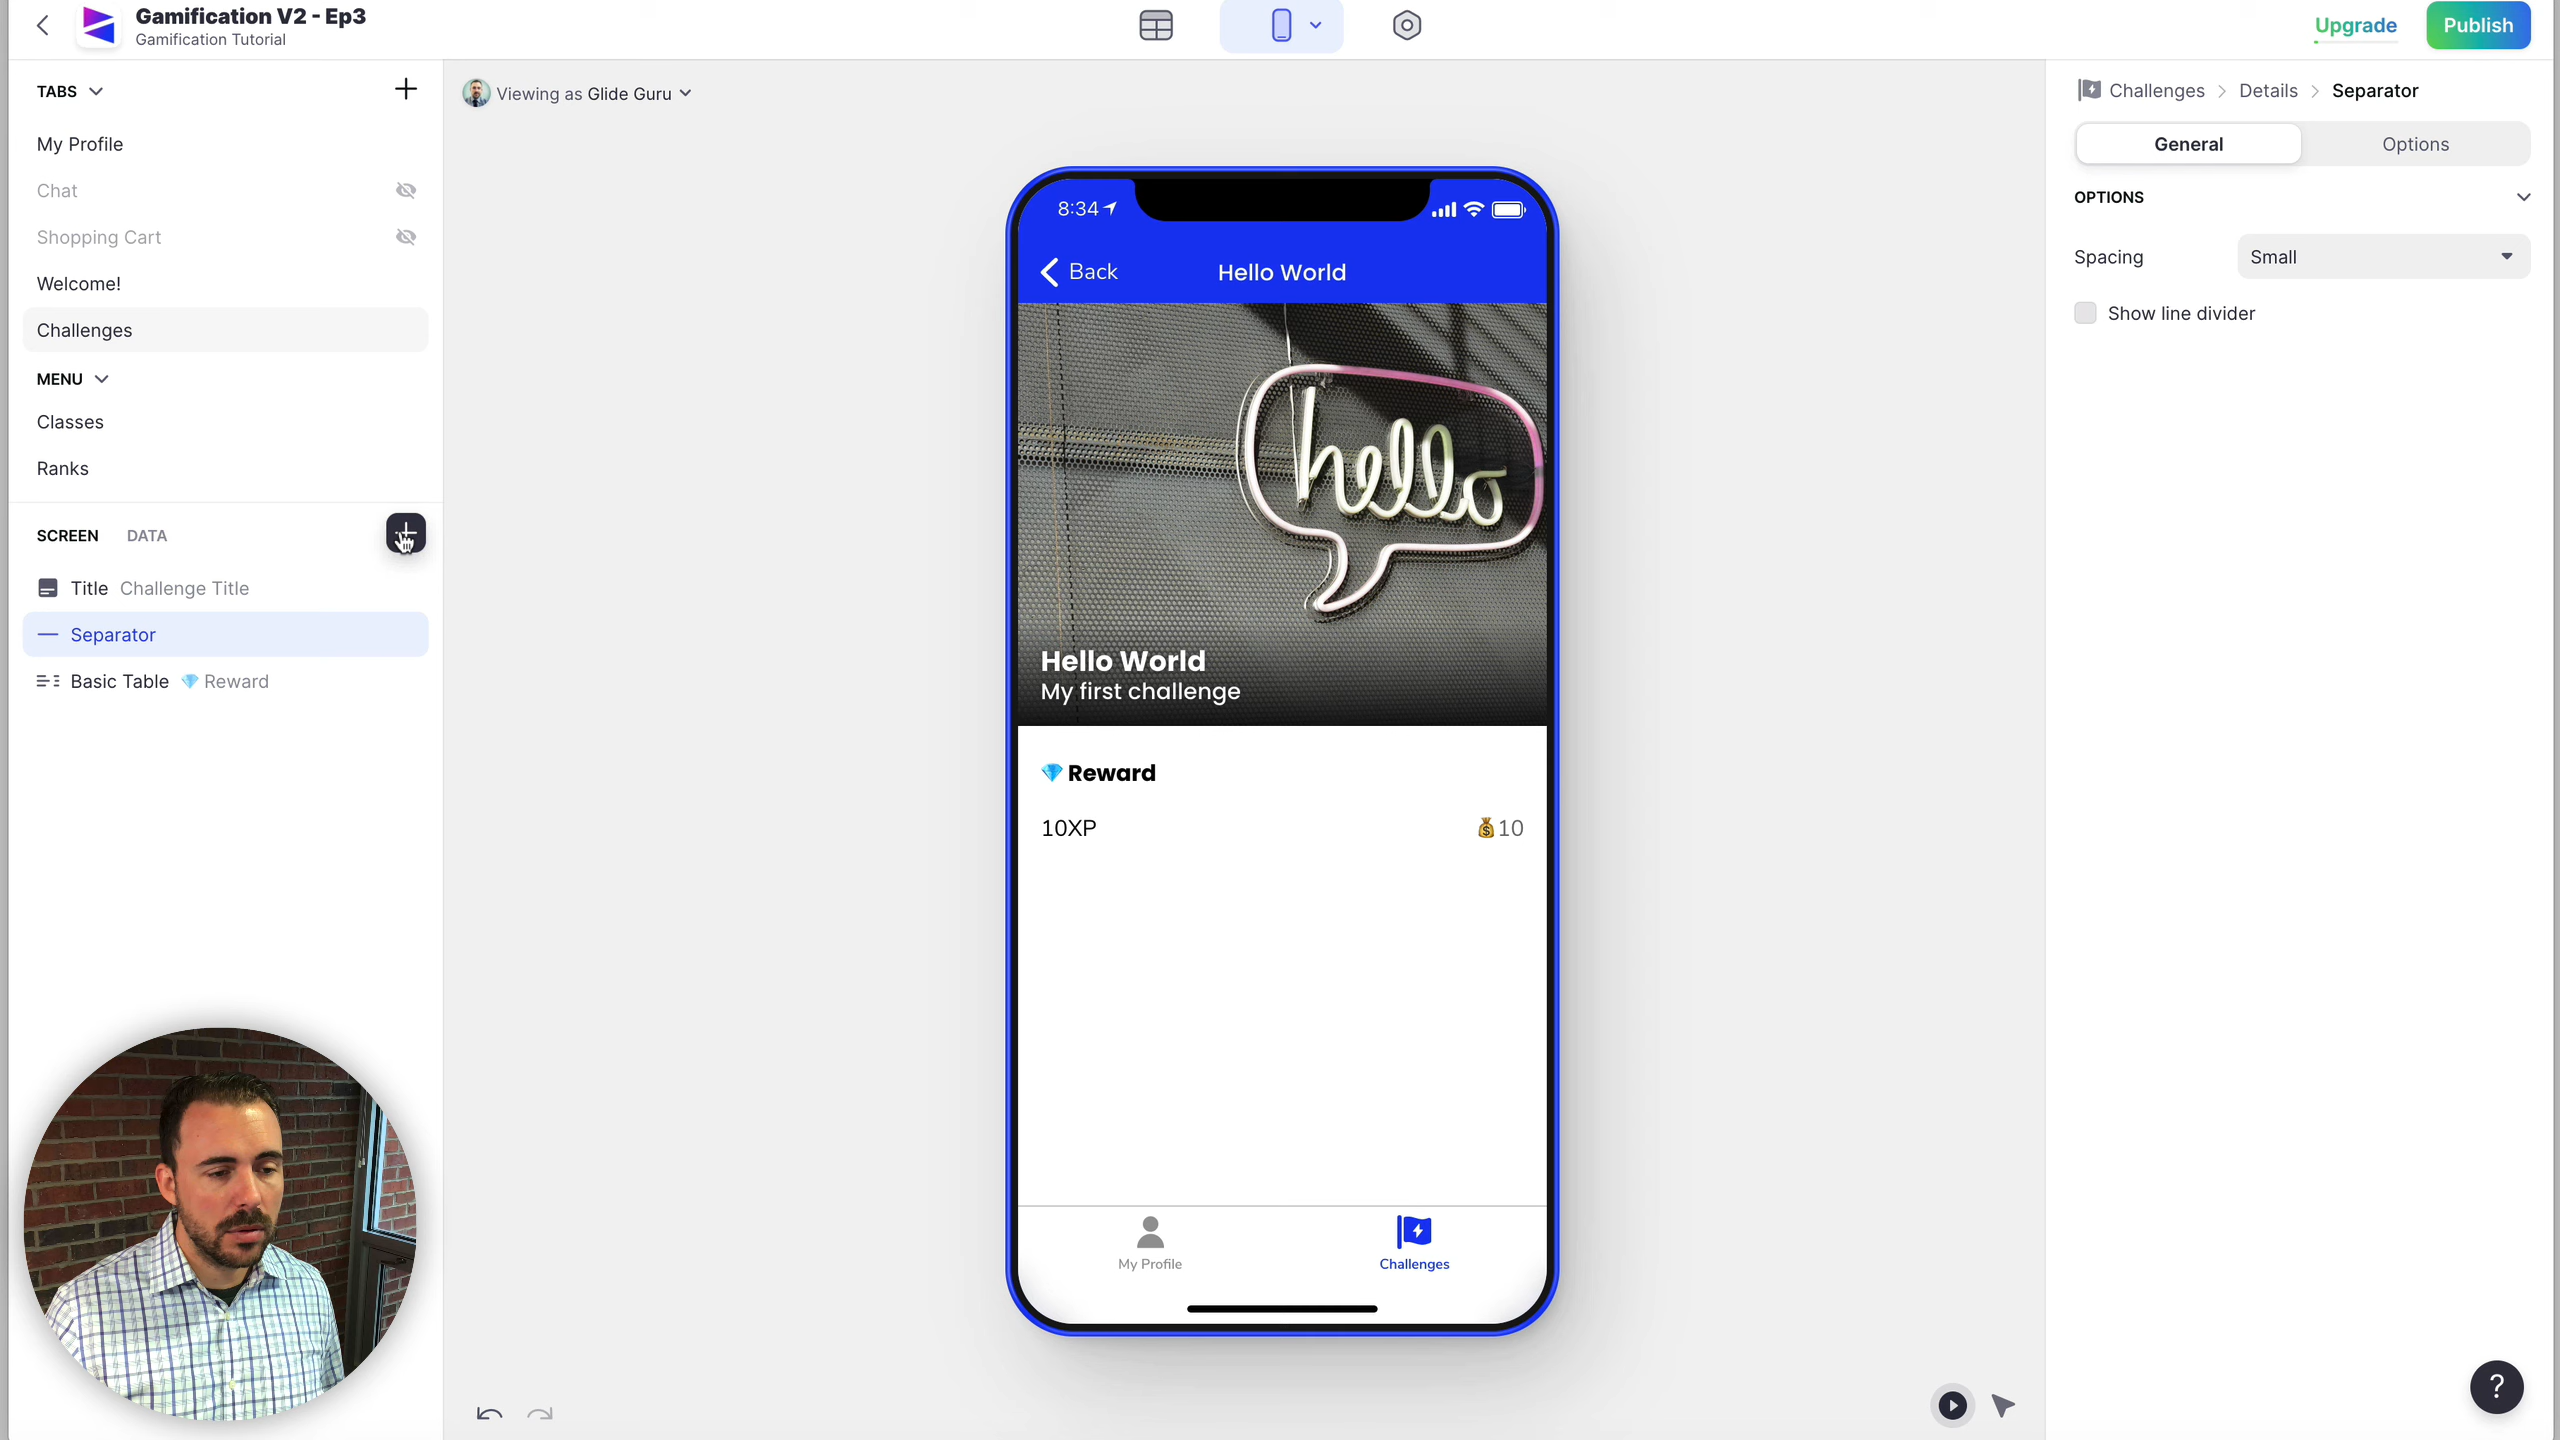 Gamification V2 - Ep3
Gamification Tutorial
Upgrade
Publish
TABS
My Profile
Chat
Shopping Cart
Welcome!
Challenges
MENU
Classes
Ranks
SCREEN DATA
Title Challenge Title
Separator
Basic Table 💎 Reward
Viewing as Glide Guru
8:34
Back
Hello World
hello
Hello World
My first challenge
💎 Reward
10XP 💰10
My Profile
Challenges
Challenges > Details > Separator
General Options
OPTIONS
Spacing Small
Show line divider
?